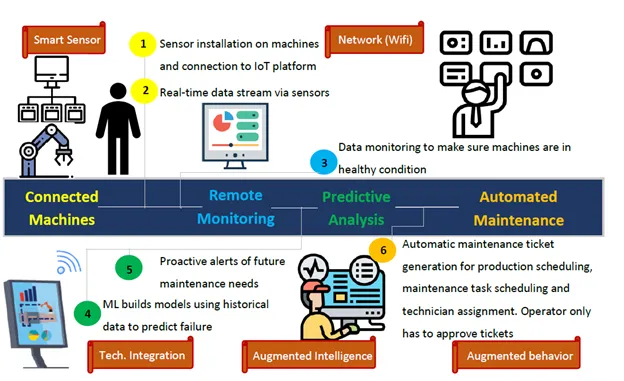 Smart Sensor
1
Sensor installation on machines
and connection to IoT platform
Network (Wifi)
2
Real-time data stream via sensors
3
Data monitoring to make sure machines are in
healthy condition
Connected
Machines
Remote
Monitoring
Predictive
Analysis
Automated
Maintenance
5
Proactive alerts of future
maintenance needs
4
ML builds models using historical
data to predict failure
6
Automatic maintenance ticket
generation for production scheduling,
maintenance task scheduling and
technician assignment. Operator only
has to approve tickets
Tech. Integration
Augmented Intelligence
Augmented behavior